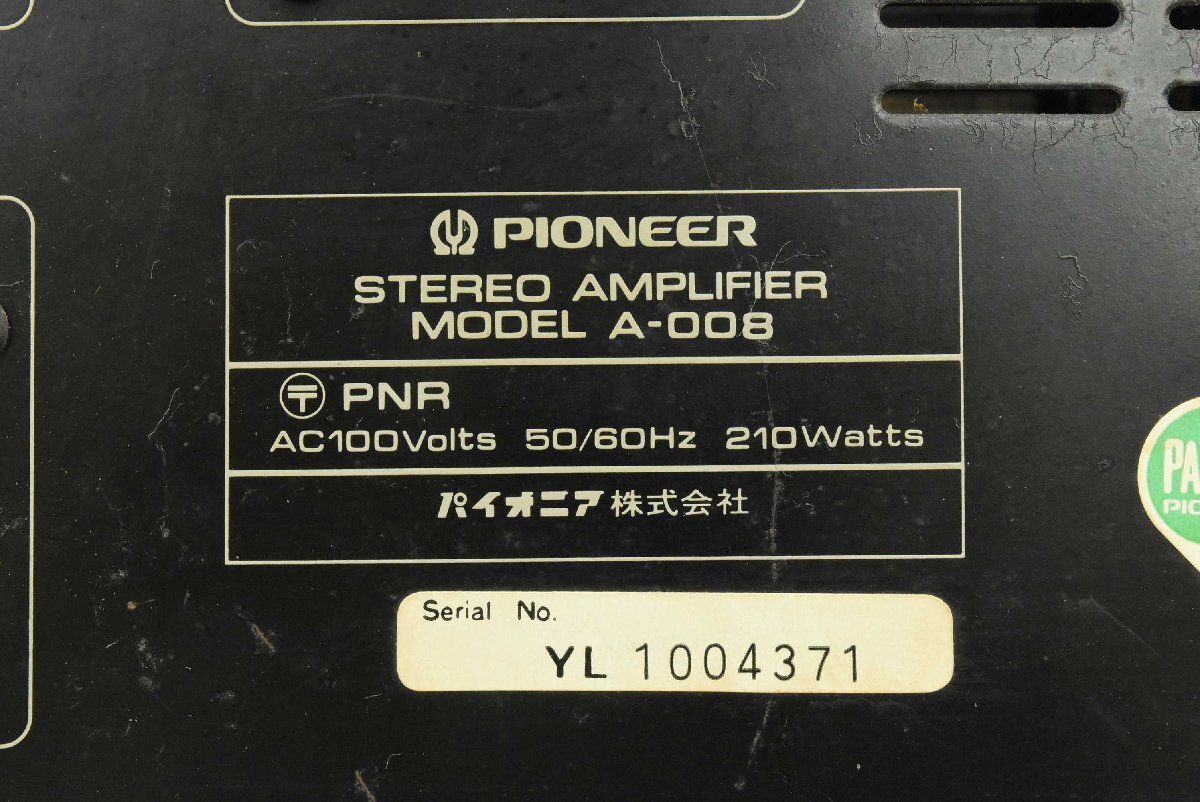 PIONEER
STEREO AMPLIFIER
MODEL A-008
〒 PNR
AC100Volts 50/60Hz 210Watts
パイオニア株式会社
Serial No.
YL 1004371